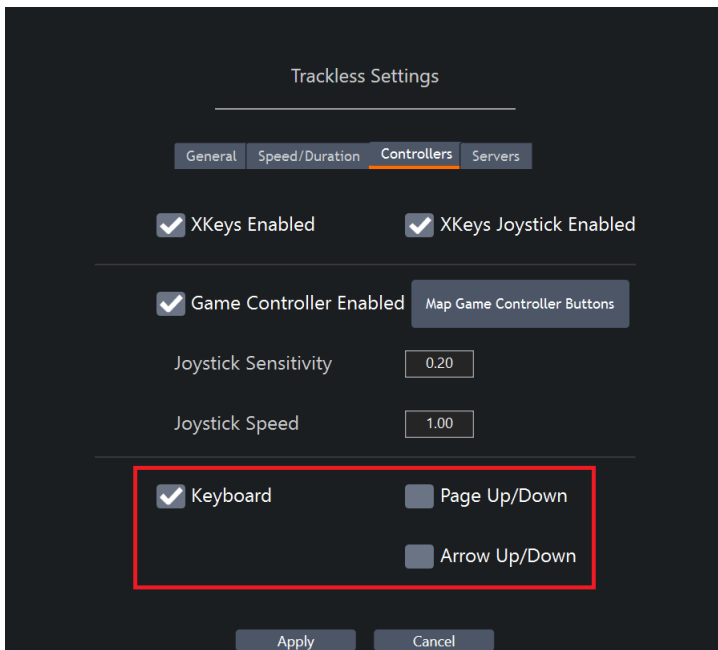 Trackless Settings
General Speed/Duration Controllers Servers
XKeys Enabled XKeys Joystick Enabled
Game Controller Enabled Map Game Controller Buttons
Joystick Sensitivity 0.20
Joystick Speed 1.00
Keyboard Page Up/Down
Arrow Up/Down
Apply Cancel